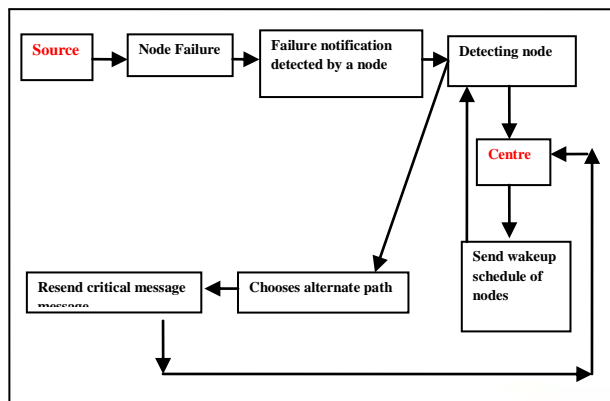 Source
Node Failure
Failure notification
detected by a node
Detecting node
Centre
Send wakeup
schedule of
nodes
Chooses alternate path
Resend critical message
message